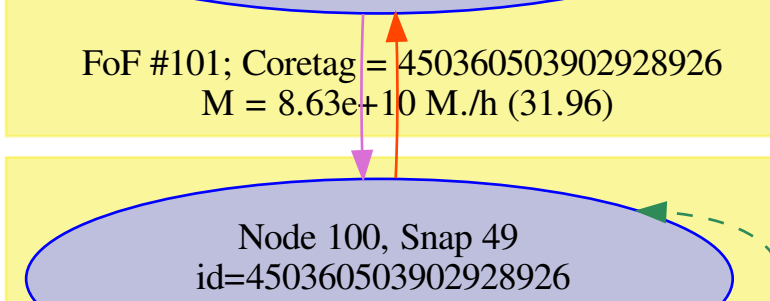 FoF #101; Coretag = 450360503902928926
M = 8.63e+10 M./h (31.96)
Node 100, Snap 49
id=450360503902928926